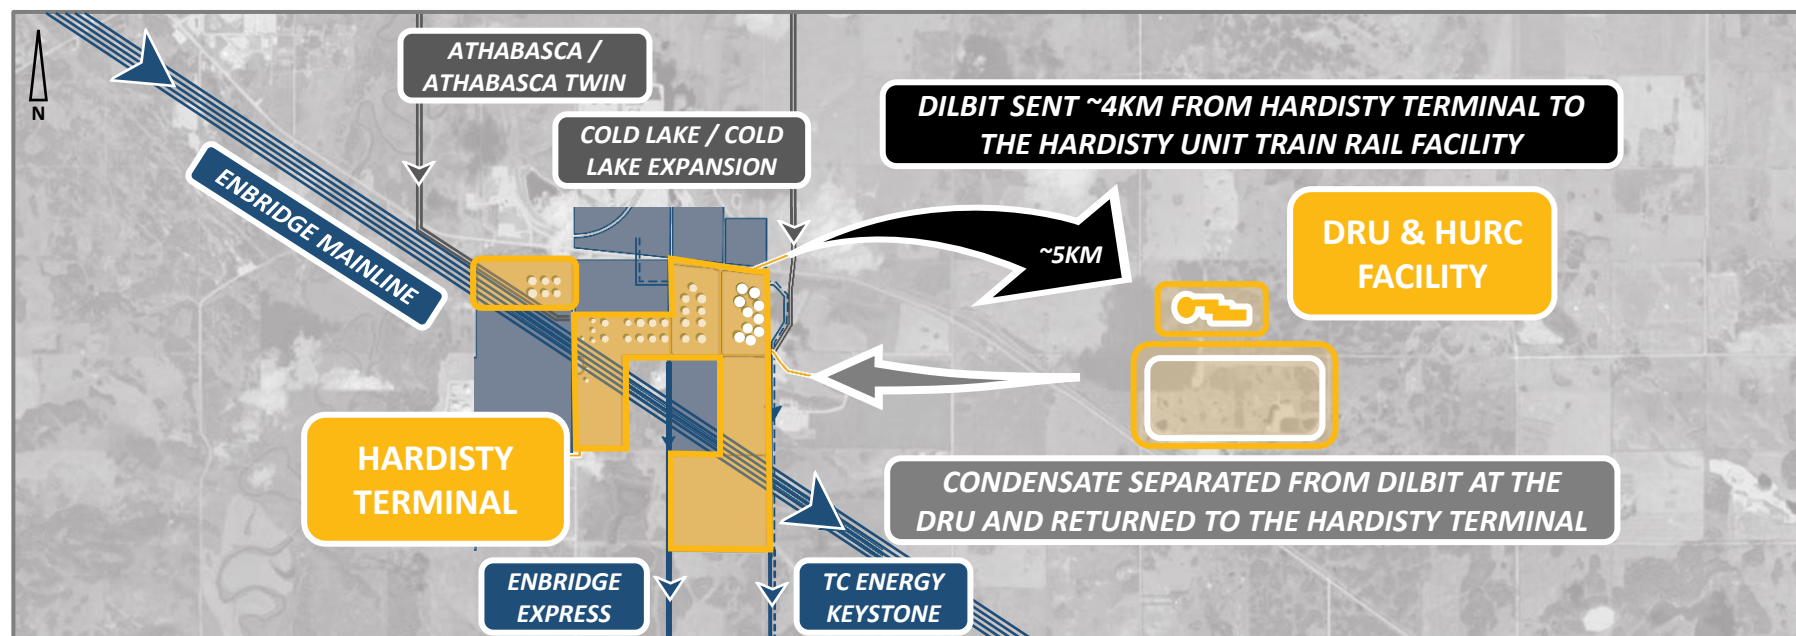 N
ATHABASCA /
ATHABASCA TWIN
COLD LAKE / COLD
LAKE EXPANSION
DILBIT SENT ~4KM FROM HARDISTY TERMINAL TO
THE HARDISTY UNIT TRAIN RAIL FACILITY
ENBRIDGE MAINLINE
~5KM
DRU & HURC
FACILITY
HARDISTY
TERMINAL
CONDENSATE SEPARATED FROM DILBIT AT THE
DRU AND RETURNED TO THE HARDISTY TERMINAL
ENBRIDGE
EXPRESS
TC ENERGY
KEYSTONE